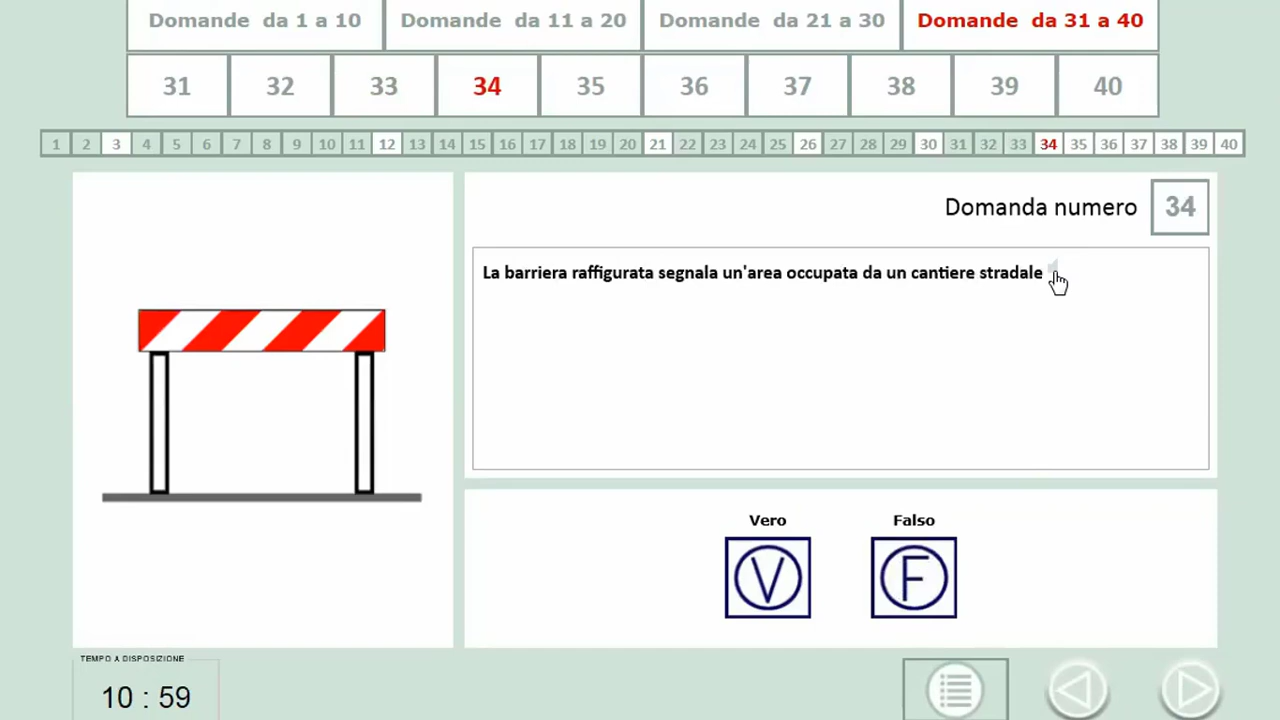 Domande da 1 a 10 Domande da 11 a 20 Domande da 21 a 30 Domande da 31 a 40
31 32 33 34 35 36 37 38 39 40
1 2 3 4 5 6 7 8 9 10 11 12 13 14 15 16 17 18 19 20 21 22 23 24 25 26 27 28 29 30 31 32 33 34 35 36 37 38 39 40
Domanda numero 34
La barriera raffigurata segnala un'area occupata da un cantiere stradale
Vero Falso
V F
TEMPO A DISPOSIZIONE
10 : 59